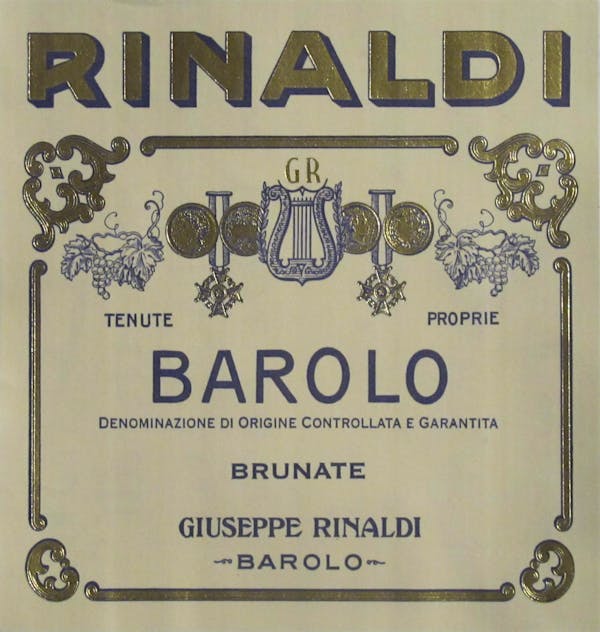 RINALDI
GR
TENUTE PROPRIE
BAROLO
DENOMINAZIONE DI ORIGINE CONTROLLATA E GARANTITA
BRUNATE
GIUSEPPE RINALDI
BAROLO